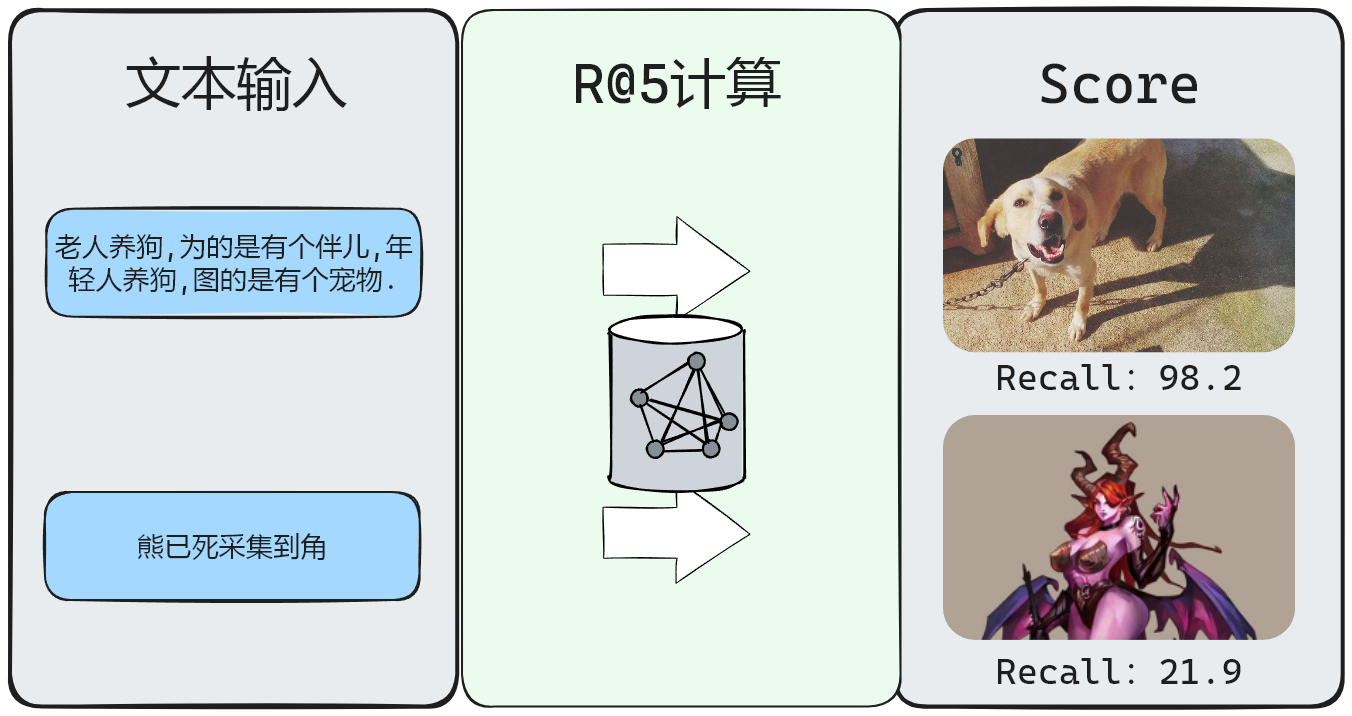 文本输入
老人养狗,为的是有个伴儿,年
轻人养狗,图的是有个宠物.
熊已死采集到角
R@5计算
Score
Recall: 98.2
Recall: 21.9